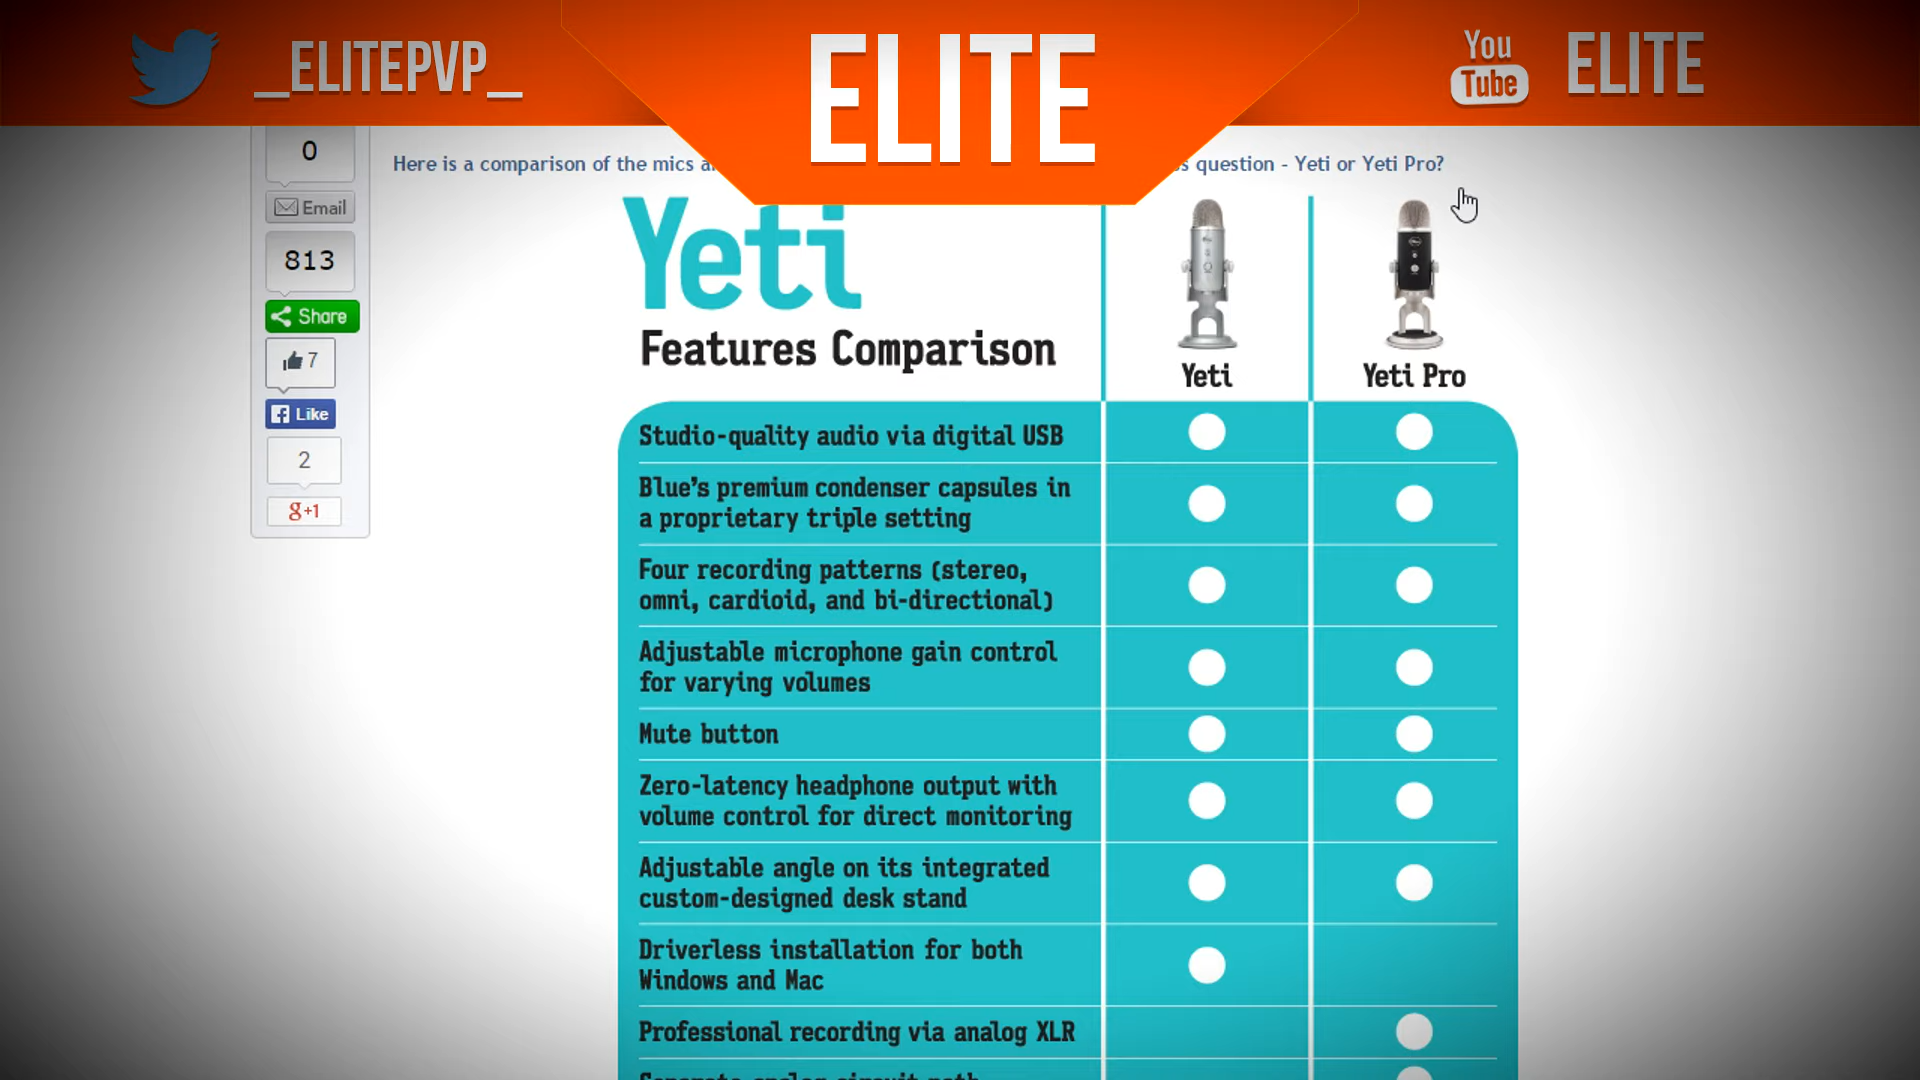 _ELITEPVP_
ELITE
You
Tube
ELITE
0
Email
813
Share
7
Like
2
g+1
Here is a comparison of the mics
question - Yeti or Yeti Pro?
Yeti
Features Comparison
Yeti
Yeti Pro
Studio-quality audio via digital USB
Blue's premium condenser capsules in
a proprietary triple setting
Four recording patterns (stereo,
omni, cardioid, and bi-directional)
Adjustable microphone gain control
for varying volumes
Mute button
Zero-latency headphone output with
volume control for direct monitoring
Adjustable angle on its integrated
custom-designed desk stand
Driverless installation for both
Windows and Mac
Professional recording via analog XLR